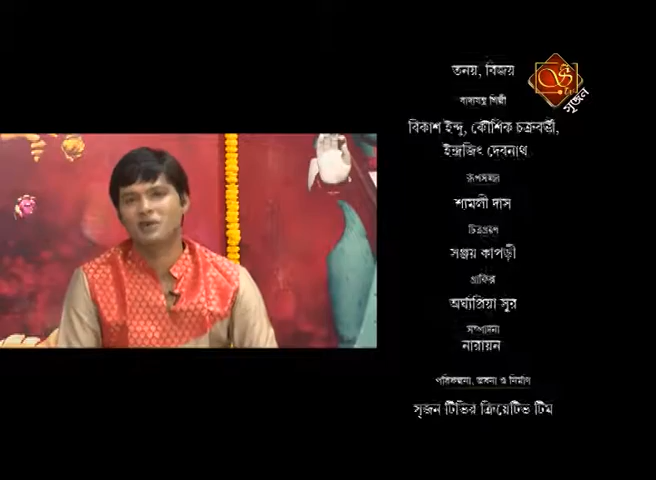 তনয়, বিজয়
বাদ্যযন্ত্র শিল্পী
বিকাশ ইন্দু, কৌশিক চক্রবর্ত্তী,
ইন্দ্রজিৎ দেবনাথ
রূপসজ্জা
শ্যামলী দাস
চিত্রগ্রহণ
সঞ্জয় কাপড়ী
গ্রাফিক্স
অর্ঘ্যপ্রিয়া সুর
সম্পাদনা
নারায়ন
পরিকল্পনা, ভাবনা ও নির্মাণ
সৃজন টিভির ক্রিয়েটিভ টিম
সৃজন